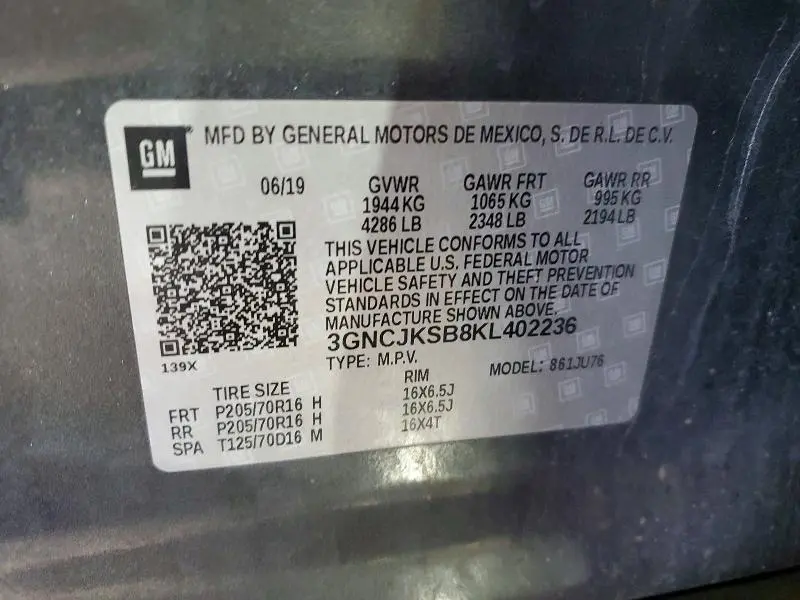 GM
MFD BY GENERAL MOTORS DE MEXICO, S. DE R.L. DE C.V.
06/19 GVWR GAWR FRT GAWR RR
1944 KG 1065 KG 995 KG
4286 LB 2348 LB 2194 LB
THIS VEHICLE CONFORMS TO ALL
APPLICABLE U.S. FEDERAL MOTOR
VEHICLE SAFETY AND THEFT PREVENTION
STANDARDS IN EFFECT ON THE DATE OF
MANUFACTURE SHOWN ABOVE.
3GNCJKSB8KL402236
139X
TYPE: M.P.V. MODEL: 861JU76
TIRE SIZE RIM
FRT P205/70R16 H 16X6.5J
RR P205/70R16 H 16X6.5J
SPA T125/70D16 M 16X4T